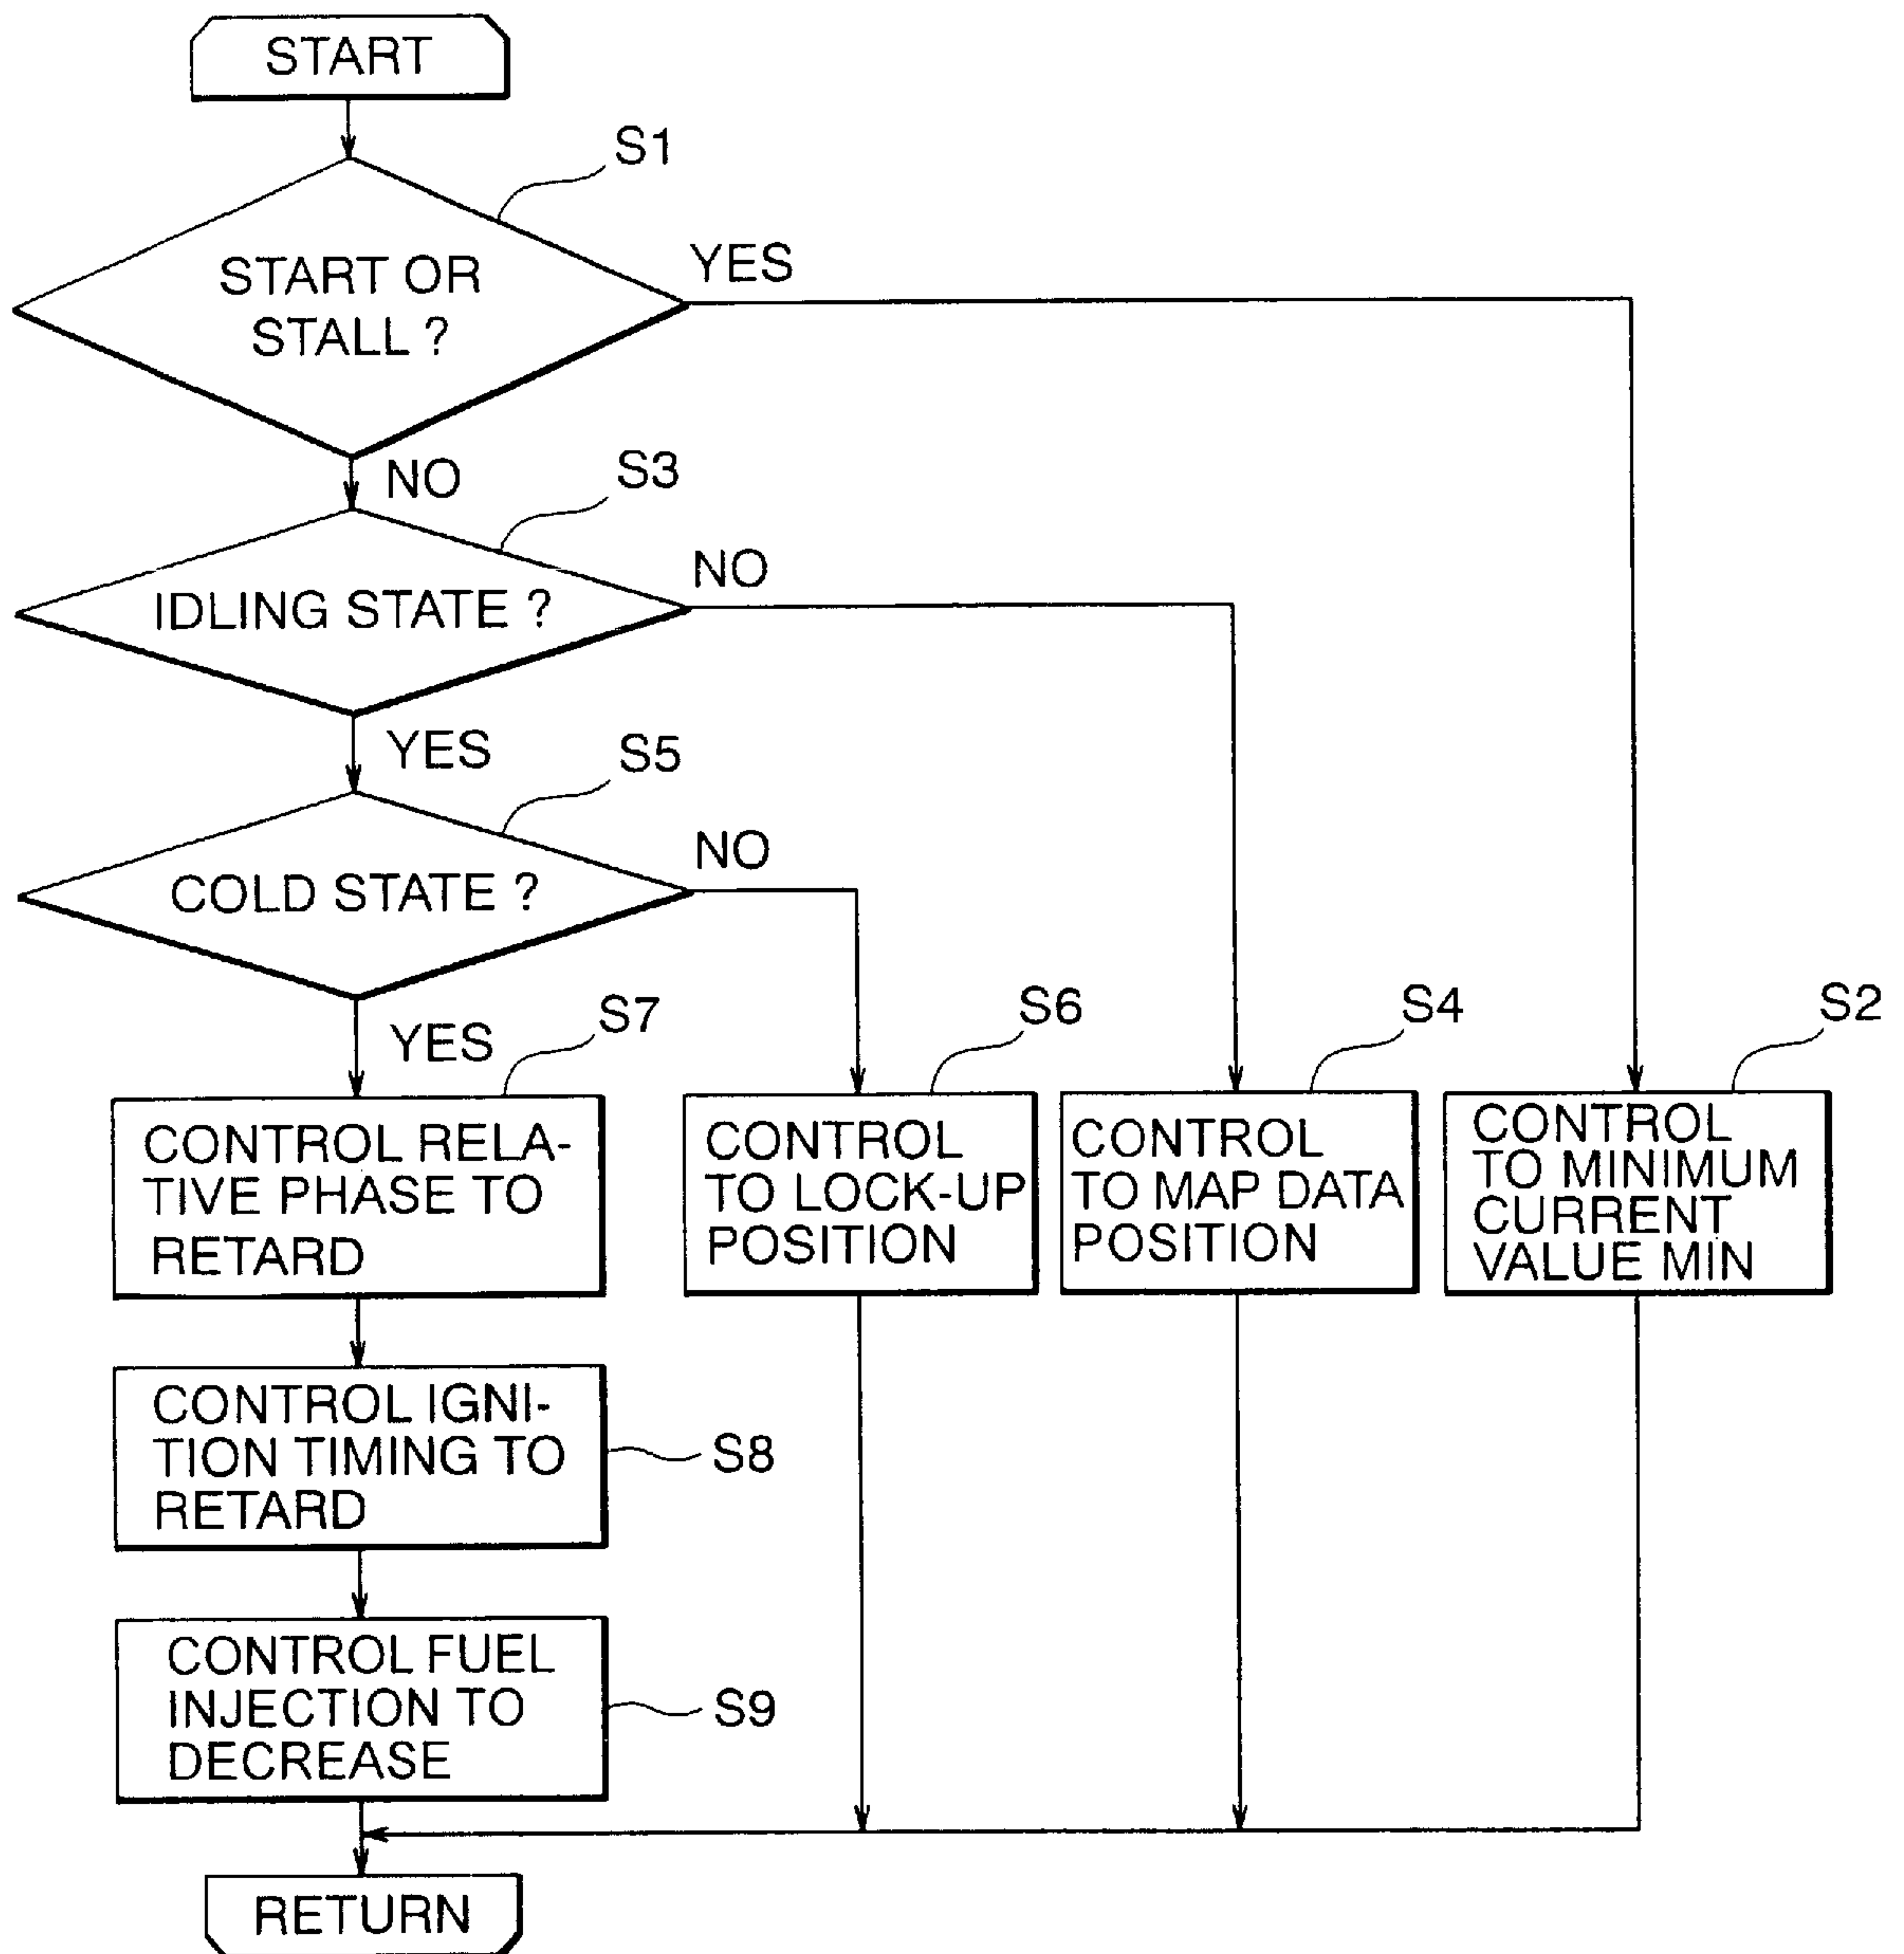 START
S1
START OR
STALL ?
YES
NO
S3
IDLING STATE ?
NO
YES
S5
COLD STATE ?
NO
YES
S7
CONTROL RELA-
TIVE PHASE TO
RETARD
S6
CONTROL
TO LOCK-UP
POSITION
S4
CONTROL
TO MAP DATA
POSITION
S2
CONTROL
TO MINIMUM
CURRENT
VALUE MIN
CONTROL IGNI-
TION TIMING TO
RETARD
S8
CONTROL FUEL
INJECTION TO
DECREASE
S9
RETURN